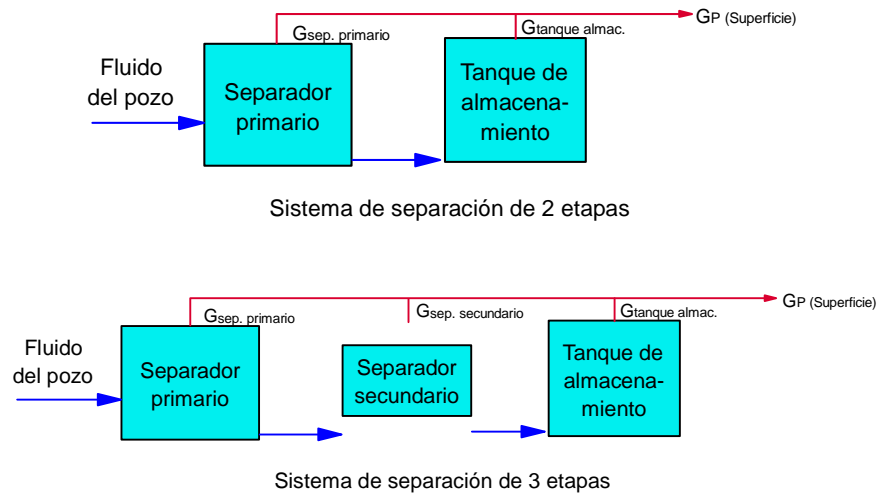 GP (Superficie)
Gsep. primario
Gtanque almac.
Fluido
del pozo
Separador
primario
Tanque de
almacena-
miento
Sistema de separación de 2 etapas
GP (Superficie)
Gsep. primario
Gsep. secundario
Gtanque almac.
Fluido
del pozo
Separador
primario
Separador
secundario
Tanque de
almacena-
miento
Sistema de separación de 3 etapas